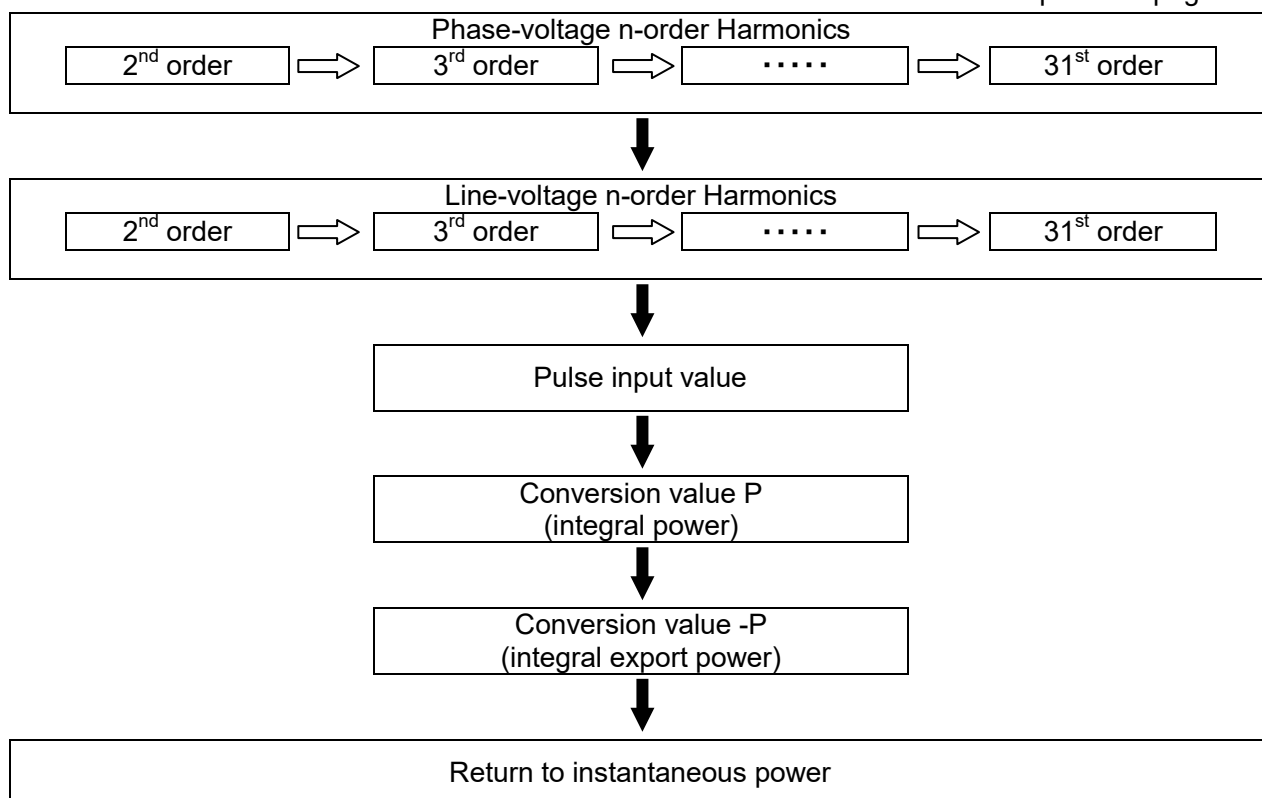 Phase-voltage n-order Harmonics
2nd order
3rd order
·····
31st order
Line-voltage n-order Harmonics
2nd order
3rd order
·····
31st order
Pulse input value
Conversion value P
(integral power)
Conversion value -P
(integral export power)
Return to instantaneous power